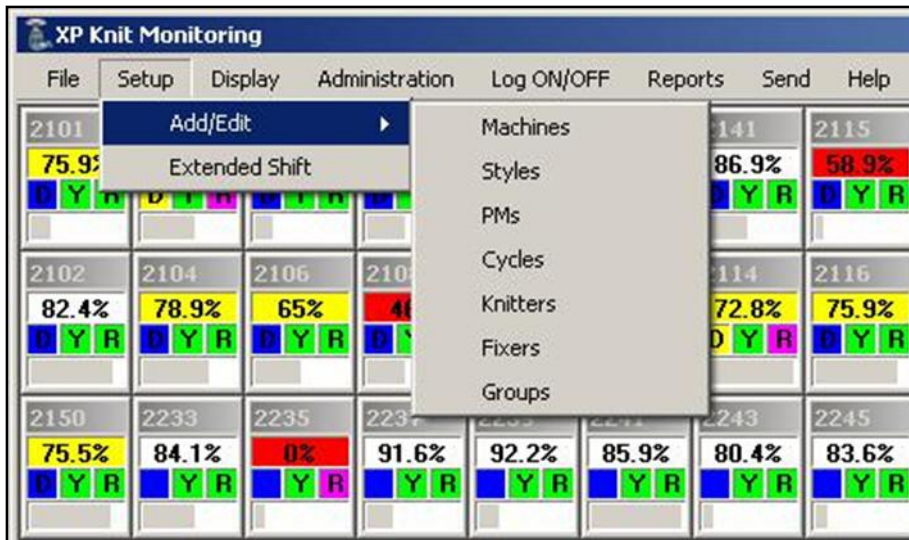 XP Knit Monitoring
File Setup Display Administration Log ON/OFF Reports Send Help
Add/Edit
Extended Shift
Machines
Styles
PMs
Cycles
Knitters
Fixers
Groups
2101 2115
75.9% 86.9% 58.9%
D Y R D Y R
2102 2104 2106 2116
82.4% 78.9% 65% 72.8% 75.9%
D Y R D Y R D Y R D Y R D Y R
2150 2233 2235 2243 2245
75.5% 84.1% 0% 91.6% 92.2% 85.9% 80.4% 83.6%
D Y R Y R Y R Y R Y R Y R Y R Y R